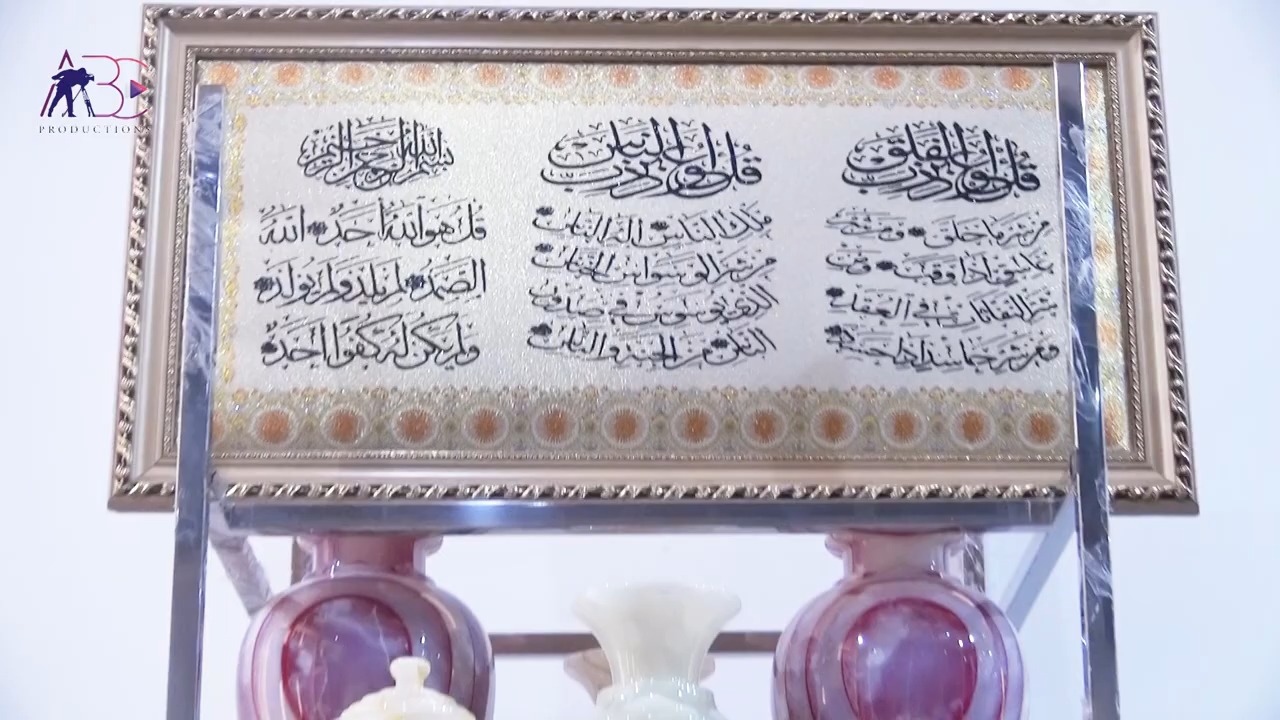 ABC
PRODUCTIONS
قل أعوذ برب الفلق
من شر ما خلق ومن شر
غاسق إذا وقب ومن
شر النفاثات في العقد
ومن شر حاسد إذا حسد
قل أعوذ برب الناس
ملك الناس اله الناس
من شر الوسواس الخناس
الذي يوسوس في صدور
الناس من الجنة والناس
بسم الله الرحمن الرحيم
قل هو الله أحد الله
الصمد لم يلد ولم يولد
ولم يكن له كفوا أحد